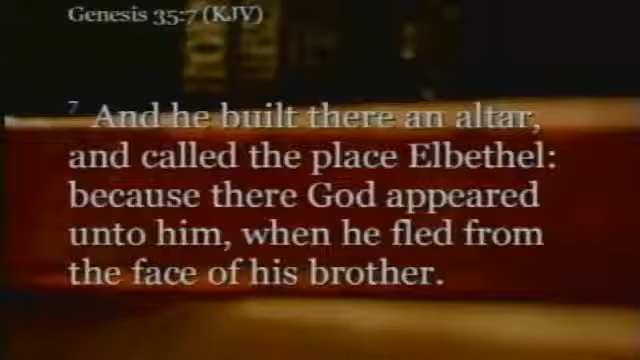 Genesis 35:7 (KJV)
7 And he built there an altar,
and called the place Elbethel:
because there God appeared
unto him, when he fled from
the face of his brother.